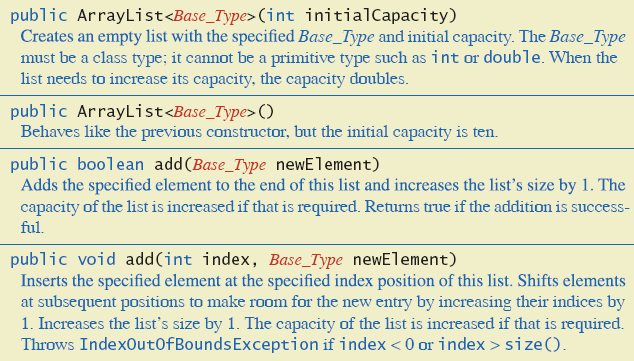 public ArrayList<Base_Type>(int initialCapacity)
Creates an empty list with the specified Base_Type and initial capacity. The Base_Type
must be a class type; it cannot be a primitive type such as int or double. When the
list needs to increase its capacity, the capacity doubles.
public ArrayList<Base_Type>()
Behaves like the previous constructor, but the initial capacity is ten.
public boolean add(Base_Type newElement)
Adds the specified element to the end of this list and increases the list's size by 1. The
capacity of the list is increased if that is required. Returns true if the addition is success-
ful.
public void add(int index, Base_Type newElement)
Inserts the specified element at the specified index position of this list. Shifts elements
at subsequent positions to make room for the new entry by increasing their indices by
1. Increases the list's size by 1. The capacity of the list is increased if that is required.
Throws IndexOutOfBoundsException if index < 0 or index > size().